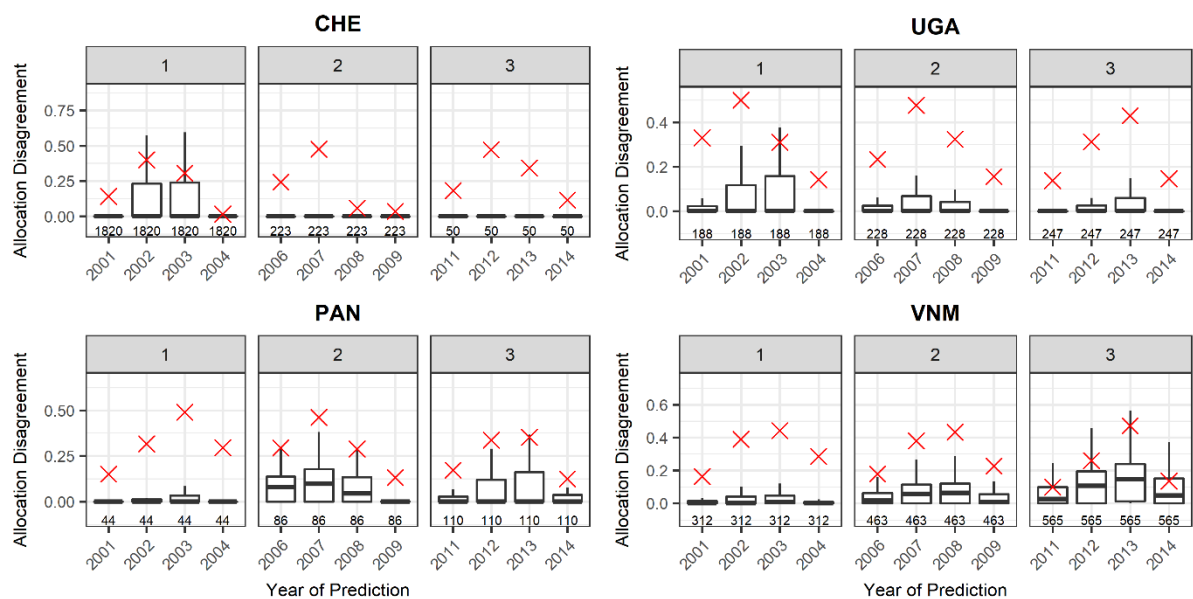 CHE
1 2 3
Allocation Disagreement
0.75
0.50
0.25
0.00
1820 1820 1820 1820 223 223 223 223 50 50 50 50
2001 2002 2003 2004 2006 2007 2008 2009 2011 2012 2013 2014
UGA
1 2 3
Allocation Disagreement
0.4
0.2
0.0
188 188 188 188 228 228 228 228 247 247 247 247
2001 2002 2003 2004 2006 2007 2008 2009 2011 2012 2013 2014
PAN
1 2 3
Allocation Disagreement
0.50
0.25
0.00
44 44 44 44 86 86 86 86 110 110 110 110
2001 2002 2003 2004 2006 2007 2008 2009 2011 2012 2013 2014
Year of Prediction
VNM
1 2 3
Allocation Disagreement
0.6
0.4
0.2
0.0
312 312 312 312 463 463 463 463 565 565 565 565
2001 2002 2003 2004 2006 2007 2008 2009 2011 2012 2013 2014
Year of Prediction